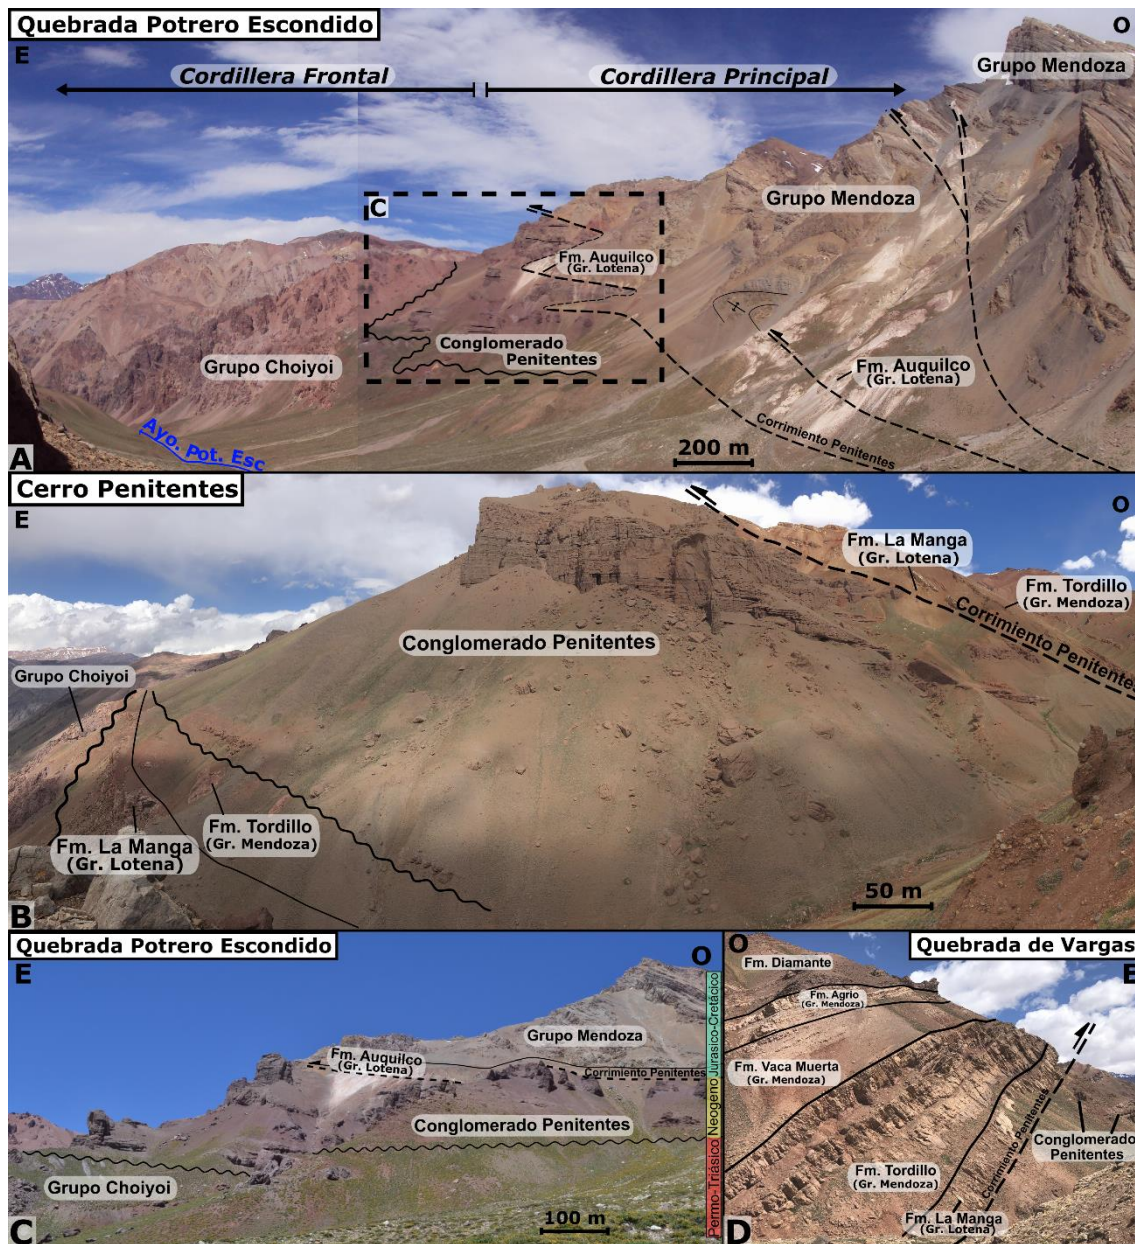 Quebrada Potrero Escondido
E
O
Cordillera Frontal
Cordillera Principal
Grupo Mendoza
C
Grupo Mendoza
Fm. Auquilco
(Gr. Lotena)
Conglomerado
Penitentes
Grupo Choiyoi
Fm. Auquilco
(Gr. Lotena)
Corrimiento Penitentes
Ayo. Pot. Esc
200 m
A
Cerro Penitentes
E
O
Fm. La Manga
(Gr. Lotena)
Fm. Tordillo
(Gr. Mendoza)
Corrimiento Penitentes
Conglomerado Penitentes
Grupo Choiyoi
Fm. Tordillo
(Gr. Mendoza)
Fm. La Manga
(Gr. Lotena)
50 m
B
Quebrada Potrero Escondido
E
O
Grupo Mendoza
Fm. Auquilco
(Gr. Lotena)
Corrimiento Penitentes
Conglomerado Penitentes
Grupo Choiyoi
100 m
C
Jurasico-Cretácico
Neogeno
Permo-Triásico
O
Quebrada de Vargas
E
Fm. Diamante
Fm. Agrio
(Gr. Mendoza)
Fm. Vaca Muerta
(Gr. Mendoza)
Corrimiento Penitentes
Conglomerado
Penitentes
Fm. Tordillo
(Gr. Mendoza)
Fm. La Manga
(Gr. Lotena)
D